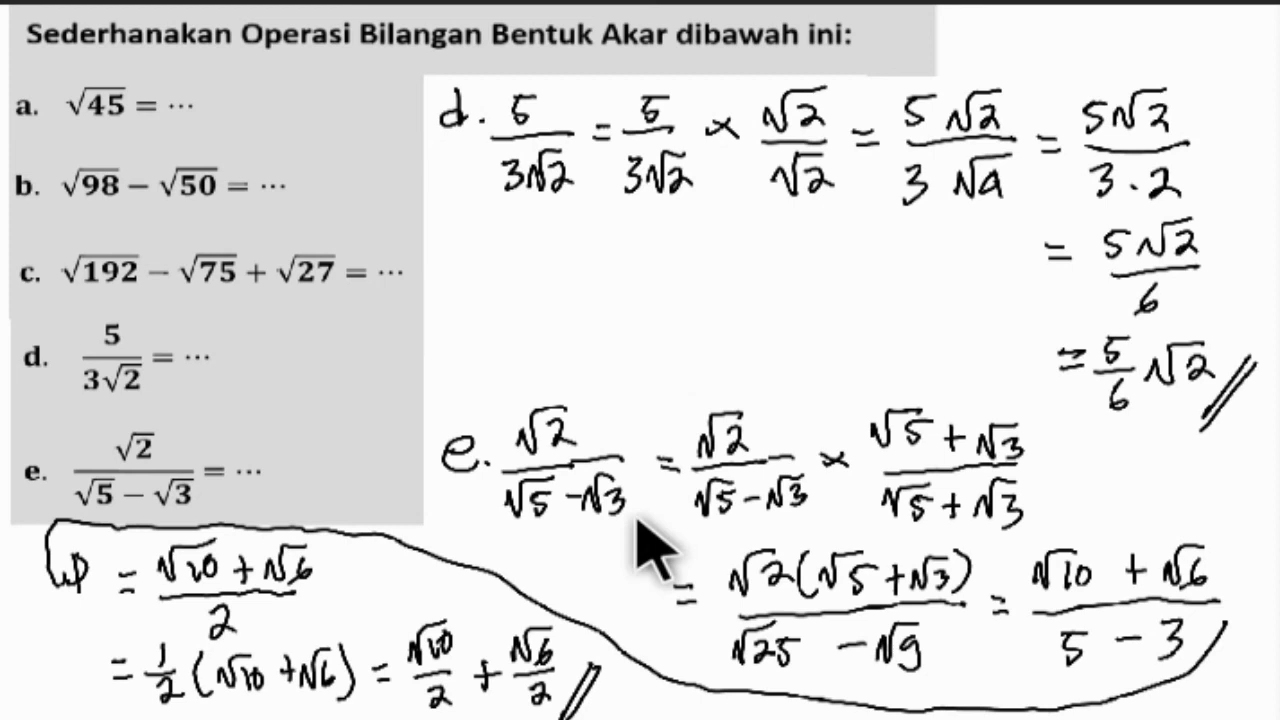 Sederhanakan Operasi Bilangan Bentuk Akar dibawah ini:
a. √45 = ⋯
b. √98 − √50 = ⋯
c. √192 − √75 + √27 = ⋯
d. 5/(3√2) = ⋯
e. √2/(√5 − √3) = ⋯
d. 5/(3√2) = 5/(3√2) × √2/√2 = 5√2/(3√4) = 5√2/(3·2)
= 5√2/6
= 5/6 √2 //
e. √2/(√5 − √3) = √2/(√5 − √3) × (√5 + √3)/(√5 + √3)
= √2(√5 + √3)/(√25 − √9) = (√10 + √6)/(5 − 3)
= (√10 + √6)/2
= 1/2 (√10 + √6) = √10/2 + √6/2 //